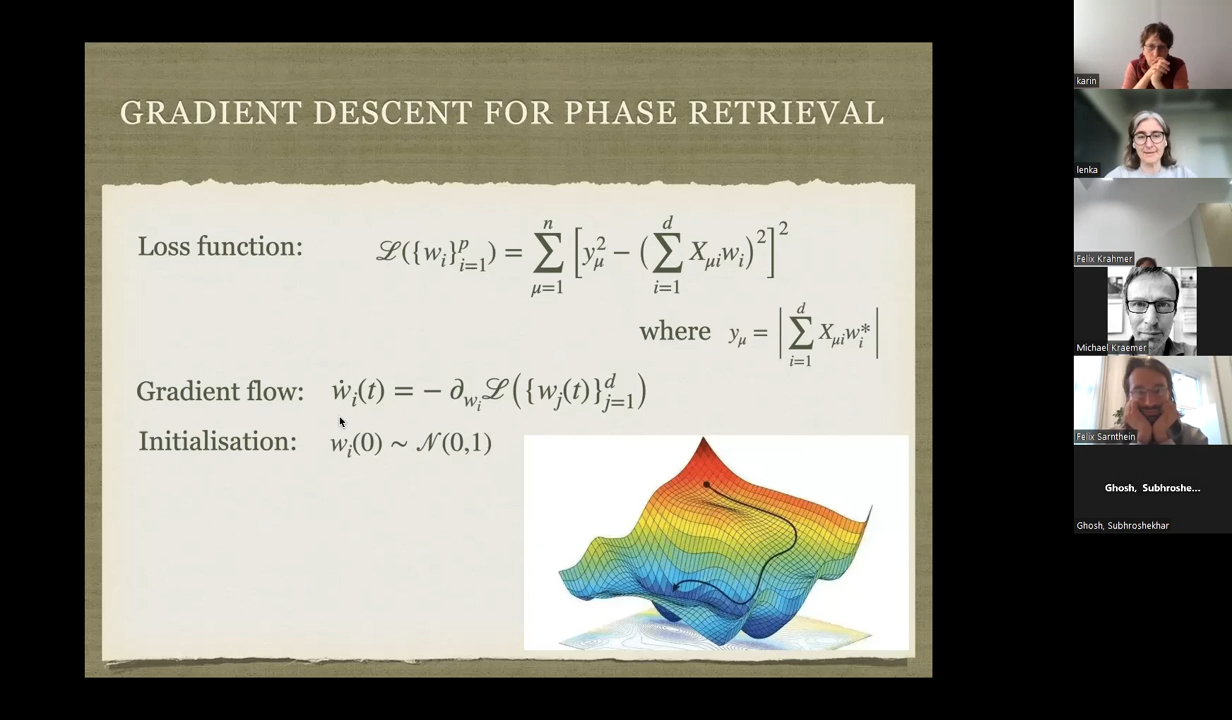 GRADIENT DESCENT FOR PHASE RETRIEVAL
Loss function: ℒ({w_i}_{i=1}^p) = ∑_{μ=1}^n [y_μ^2 − (∑_{i=1}^d X_{μi}w_i)^2]^2
where y_μ = |∑_{i=1}^d X_{μi}w_i^*|
Gradient flow: ẇ_i(t) = − ∂_{w_i}ℒ({w_j(t)}_{j=1}^d)
Initialisation: w_i(0) ∼ 𝒩(0,1)
karin
lenka
Felix Krahmer
Michael Kraemer
Felix Sarnthein
Ghosh, Subhroshe...
Ghosh, Subhroshekhar